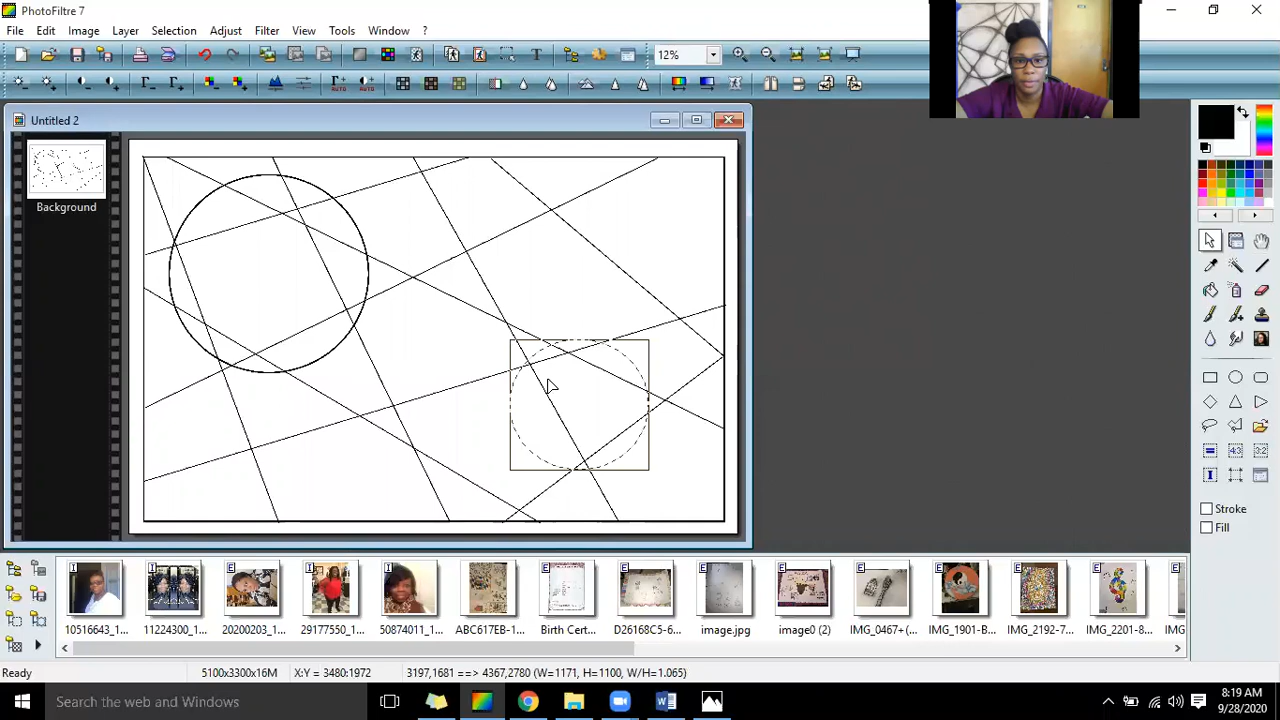 PhotoFiltre 7
File Edit Image Layer Selection Adjust Filter View Tools Window
12%
Untitled 2
Background
Stroke
Fill
10516643_1... 11224300_1... 20200203_1... 29177550_1... 50874011_1... ABC617EB-1... Birth Cert... D26168C5-6... image.jpg image0 (2) IMG_0467+(... IMG_1901-B... IMG_2192-7... IMG_2201-8... IM
Ready 5100x3300x16M X:Y = 3480:1972 3197,1681 ==> 4367,2780 (W=1171, H=1100, W/H=1.065)
Search the web and Windows
8:19 AM
9/28/2020